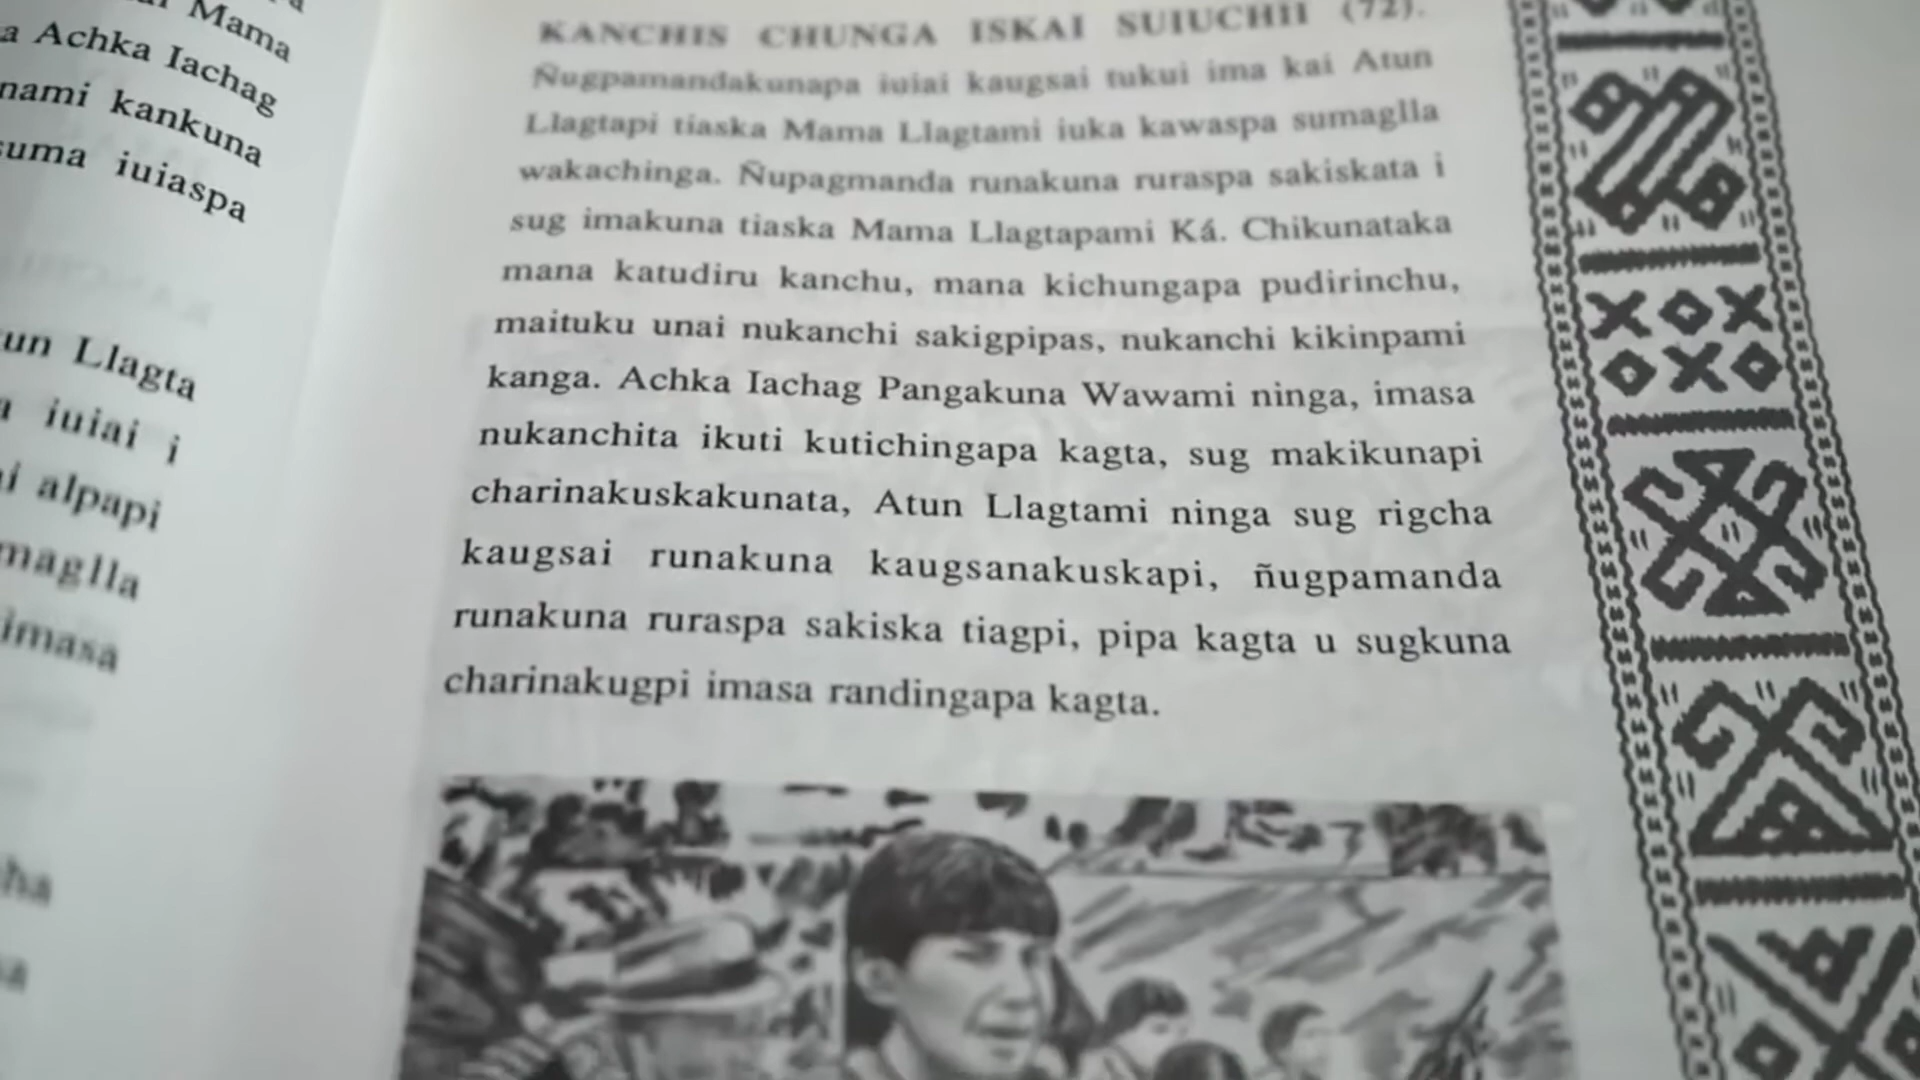 Mama
a Achka Iachag
nami kankuna
suma iuiaspa
un Llagta
iuiai i
alpapi
maglla
imasa
KANCHIS CHUNGA ISKAI SUIUCHII (72).
Ñugpamandakunapa iuiai kaugsai tukui ima kai Atun
Llagtapi tiaska Mama Llagtami iuka kawaspa sumaglla
wakachinga. Ñupagmanda runakuna ruraspa sakiskata i
sug imakuna tiaska Mama Llagtapami Ká. Chikunataka
mana katudiru kanchu, mana kichungapa pudirinchu,
maituku unai nukanchi sakigpipas, nukanchi kikinpami
kanga. Achka Iachag Pangakuna Wawami ninga, imasa
nukanchita ikuti kutichingapa kagta, sug makikunapi
charinakuskakunata, Atun Llagtami ninga sug rigcha
kaugsai runakuna kaugsanakuskapi, ñugpamanda
runakuna ruraspa sakiska tiagpi, pipa kagta u sugkuna
charinakugpi imasa randingapa kagta.